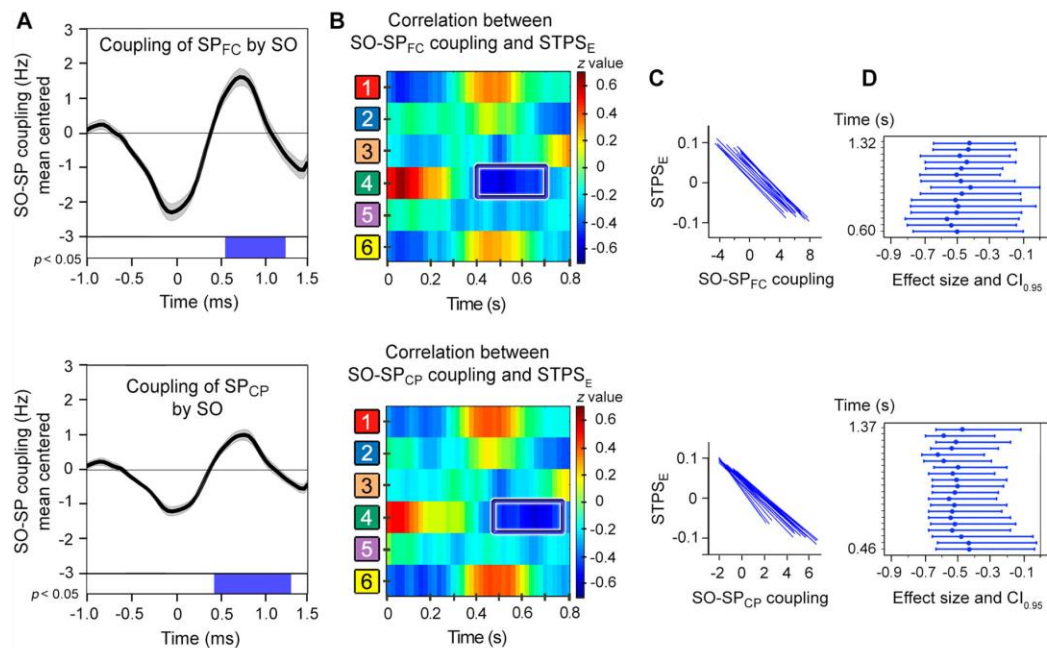 A
Coupling of SP_FC by SO
SO-SP coupling (Hz)
mean centered
3
2
1
0
-1
-2
-3
p < 0.05
-1.0 -0.5 0 0.5 1.0 1.5
Time (ms)
B
Correlation between
SO-SP_FC coupling and STPS_E
1
2
3
4
5
6
0 0.2 0.4 0.6 0.8
Time (s)
z value
0.6
0.4
0.2
0
-0.2
-0.4
-0.6
C
STPS_E
0.1
0
-0.1
-4 0 4 8
SO-SP_FC coupling
D
Time (s)
1.32
0.60
-0.9 -0.7 -0.5 -0.3 -0.1
Effect size and CI_0.95
Coupling of SP_CP
by SO
SO-SP coupling (Hz)
mean centered
3
2
1
0
-1
-2
-3
p < 0.05
-1.0 -0.5 0 0.5 1.0 1.5
Time (ms)
Correlation between
SO-SP_CP coupling and STPS_E
1
2
3
4
5
6
0 0.2 0.4 0.6 0.8
Time (s)
z value
0.6
0.4
0.2
0
-0.2
-0.4
-0.6
STPS_E
0.1
0
-0.1
-2 0 2 4 6
SO-SP_CP coupling
Time (s)
1.37
0.46
-0.9 -0.7 -0.5 -0.3 -0.1
Effect size and CI_0.95